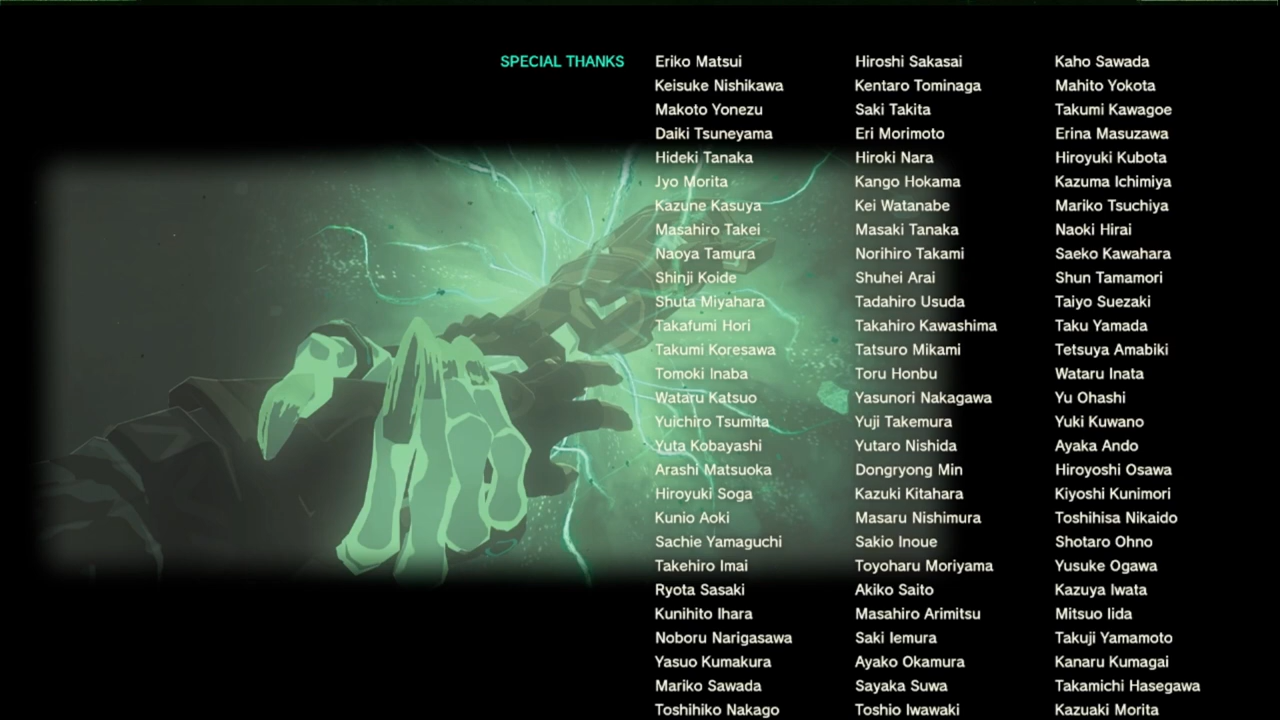 SPECIAL THANKS Eriko Matsui Hiroshi Sakasai Kaho Sawada
Keisuke Nishikawa Kentaro Tominaga Mahito Yokota
Makoto Yonezu Saki Takita Takumi Kawagoe
Daiki Tsuneyama Eri Morimoto Erina Masuzawa
Hideki Tanaka Hiroki Nara Hiroyuki Kubota
Jyo Morita Kango Hokama Kazuma Ichimiya
Kazune Kasuya Kei Watanabe Mariko Tsuchiya
Masahiro Takei Masaki Tanaka Naoki Hirai
Naoya Tamura Norihiro Takami Saeko Kawahara
Shinji Koide Shuhei Arai Shun Tamamori
Shuta Miyahara Tadahiro Usuda Taiyo Suezaki
Takafumi Hori Takahiro Kawashima Taku Yamada
Takumi Koresawa Tatsuro Mikami Tetsuya Amabiki
Tomoki Inaba Toru Honbu Wataru Inata
Wataru Katsuo Yasunori Nakagawa Yu Ohashi
Yuichiro Tsumita Yuji Takemura Yuki Kuwano
Yuta Kobayashi Yutaro Nishida Ayaka Ando
Arashi Matsuoka Dongryong Min Hiroyoshi Osawa
Hiroyuki Soga Kazuki Kitahara Kiyoshi Kunimori
Kunio Aoki Masaru Nishimura Toshihisa Nikaido
Sachie Yamaguchi Sakio Inoue Shotaro Ohno
Takehiro Imai Toyoharu Moriyama Yusuke Ogawa
Ryota Sasaki Akiko Saito Kazuya Iwata
Kunihito Ihara Masahiro Arimitsu Mitsuo Iida
Noboru Narigasawa Saki Iemura Takuji Yamamoto
Yasuo Kumakura Ayako Okamura Kanaru Kumagai
Mariko Sawada Sayaka Suwa Takamichi Hasegawa
Toshihiko Nakago Toshio Iwawaki Kazuaki Morita